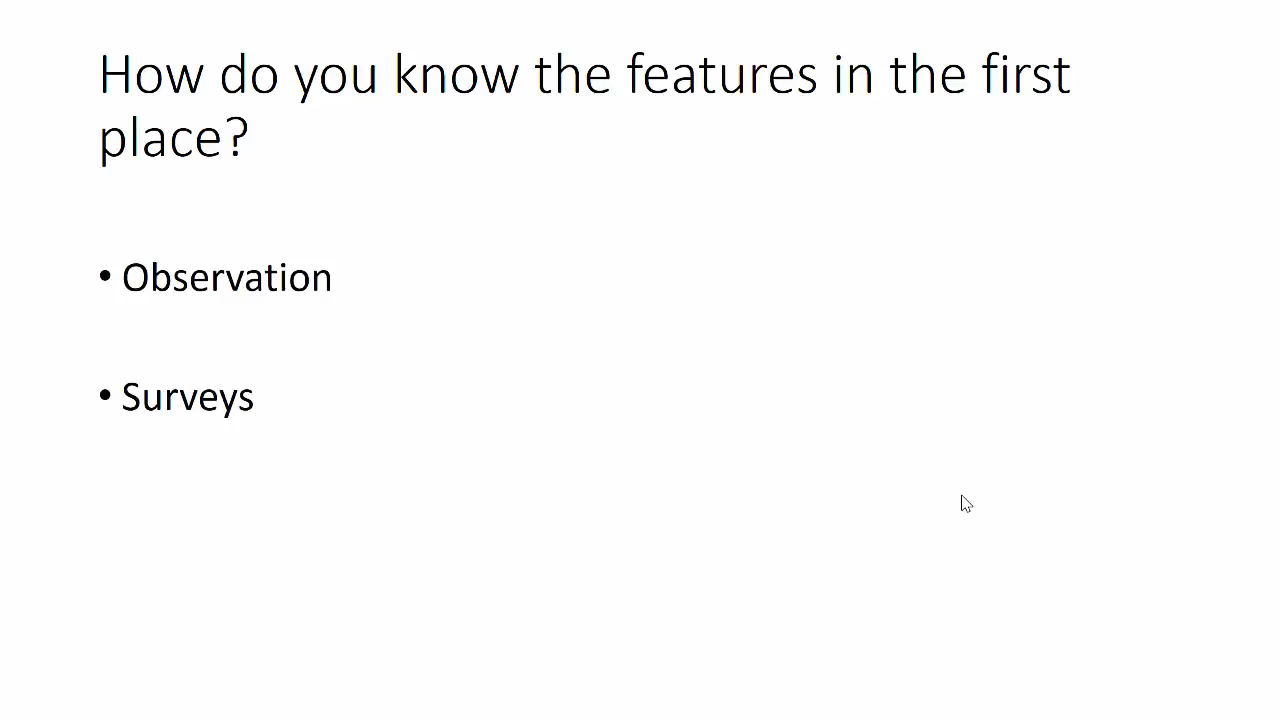 How do you know the features in the first
place?
• Observation
• Surveys